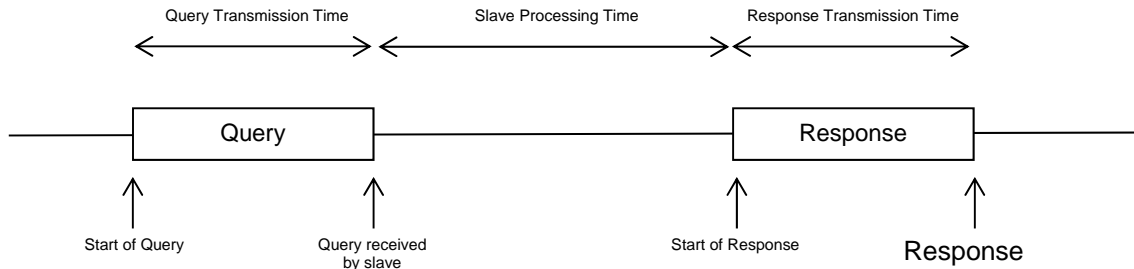 Query Transmission Time
Slave Processing Time
Response Transmission Time
Query
Response
Start of Query
Query received
by slave
Start of Response
Response